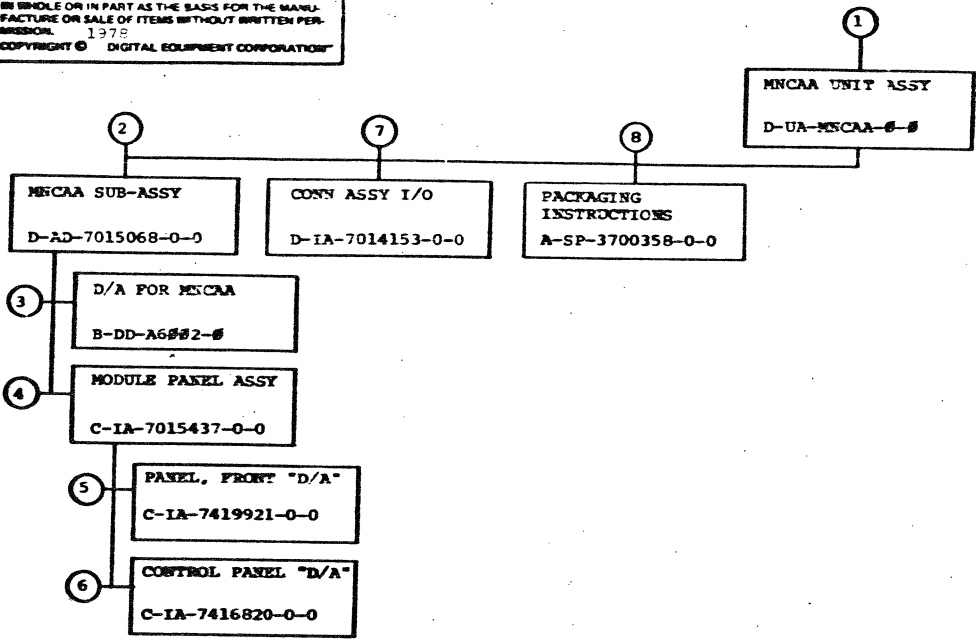 IN WHOLE OR IN PART AS THE BASIS FOR THE MANU-
FACTURE OR SALE OF ITEMS WITHOUT WRITTEN PER-
MISSION. 1978
COPYRIGHT © DIGITAL EQUIPMENT CORPORATION
1
MNCAA UNIT ASSY
D-UA-MNCAA-0-0
2
MNCAA SUB-ASSY
D-AD-7015068-0-0
7
CONN ASSY I/O
D-IA-7014153-0-0
8
PACKAGING
INSTRUCTIONS
A-SP-3700358-0-0
3
D/A FOR MNCAA
B-DD-A6002-0
4
MODULE PANEL ASSY
C-IA-7015437-0-0
5
PANEL, FRONT "D/A"
C-IA-7419921-0-0
6
CONTROL PANEL "D/A"
C-IA-7416820-0-0